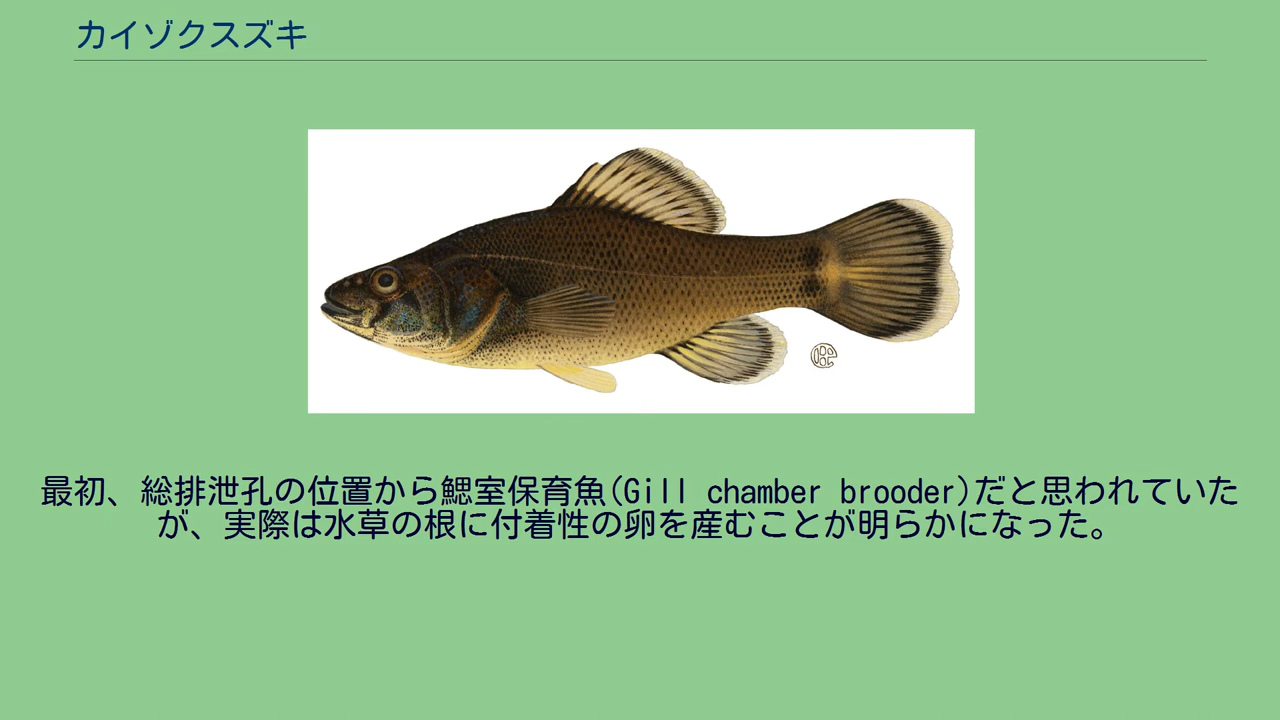 カイゾクスズキ
最初、総排泄孔の位置から鰓室保育魚(Gill chamber brooder)だと思われていた
が、実際は水草の根に付着性の卵を産むことが明らかになった。